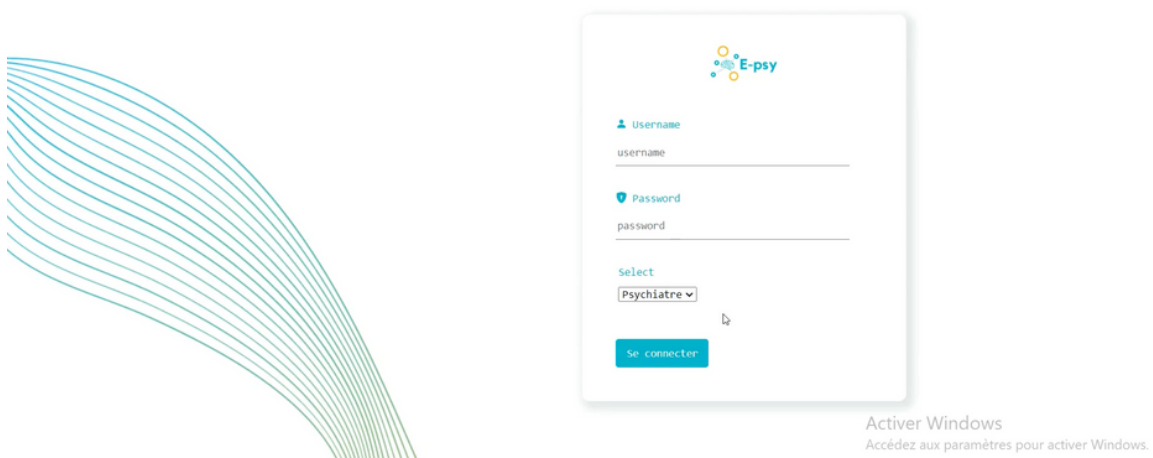 E-psy
Username
username
Password
password
Select
Psychiatre
Se connecter
Activer Windows
Accédez aux paramètres pour activer Windows.